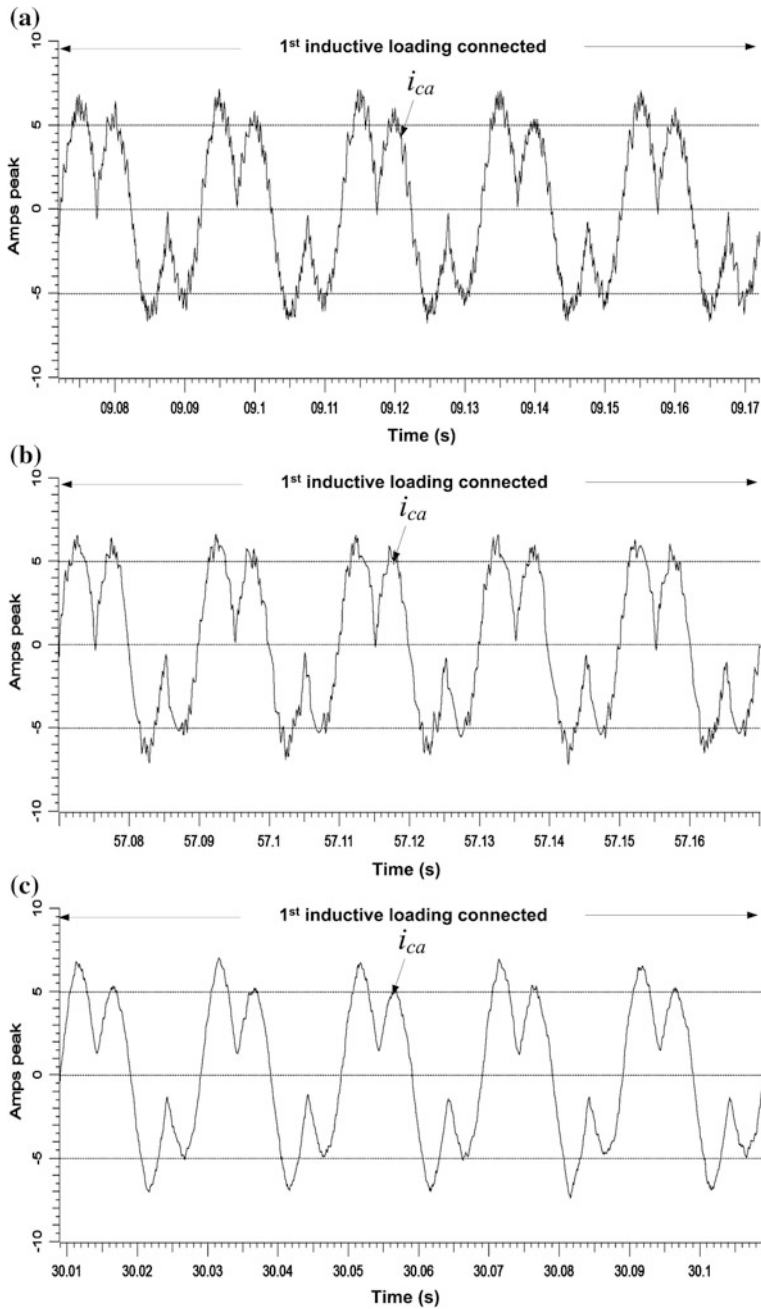 (a)
1st inductive loading connected
ica
Amps peak
10
5
0
-5
-10
09.08 09.09 09.1 09.11 09.12 09.13 09.14 09.15 09.16 09.17
Time (s)
(b)
1st inductive loading connected
ica
Amps peak
10
5
0
-5
-10
57.08 57.09 57.1 57.11 57.12 57.13 57.14 57.15 57.16
Time (s)
(c)
1st inductive loading connected
ica
Amps peak
10
5
0
-5
-10
30.01 30.02 30.03 30.04 30.05 30.06 30.07 30.08 30.09 30.1
Time (s)